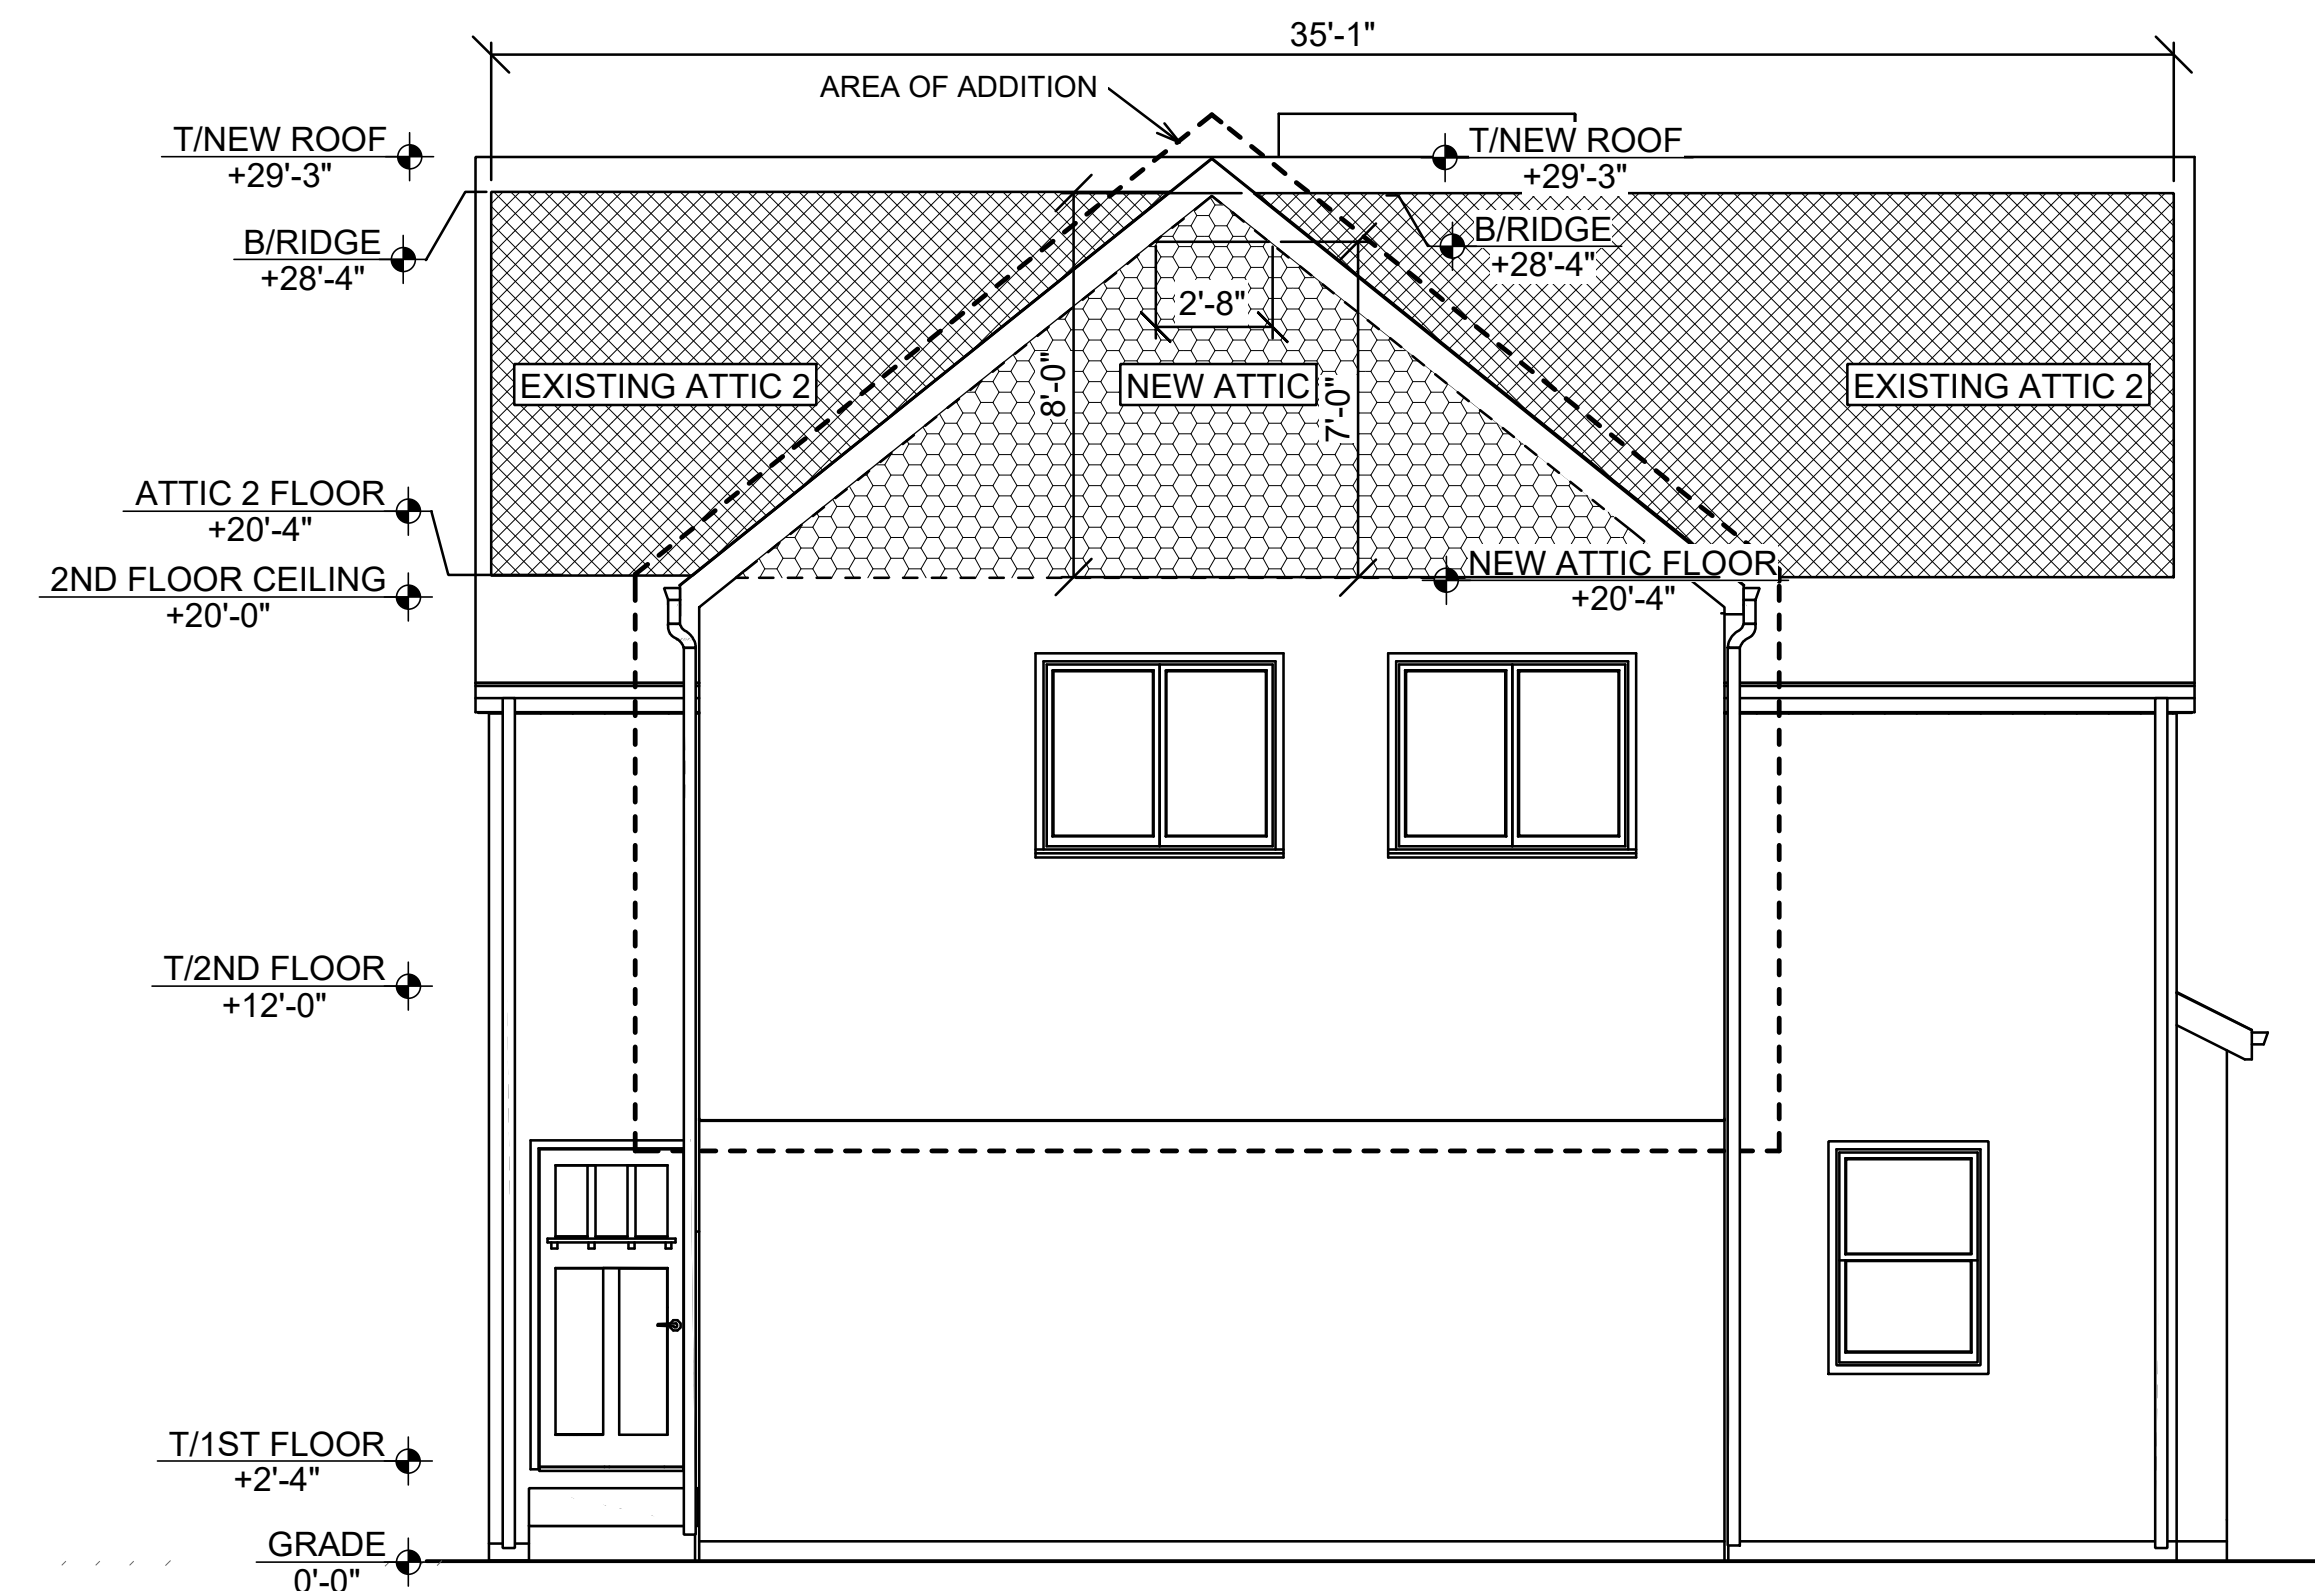 35'-1"
AREA OF ADDITION
T/NEW ROOF
+29'-3"
T/NEW ROOF
+29'-3"
B/RIDGE
+28'-4"
B/RIDGE
+28'-4"
2'-8"
EXISTING ATTIC 2
8'-0"
NEW ATTIC
7'-0"
EXISTING ATTIC 2
ATTIC 2 FLOOR
+20'-4"
NEW ATTIC FLOOR
+20'-4"
2ND FLOOR CEILING
+20'-0"
T/2ND FLOOR
+12'-0"
T/1ST FLOOR
+2'-4"
GRADE
0'-0"